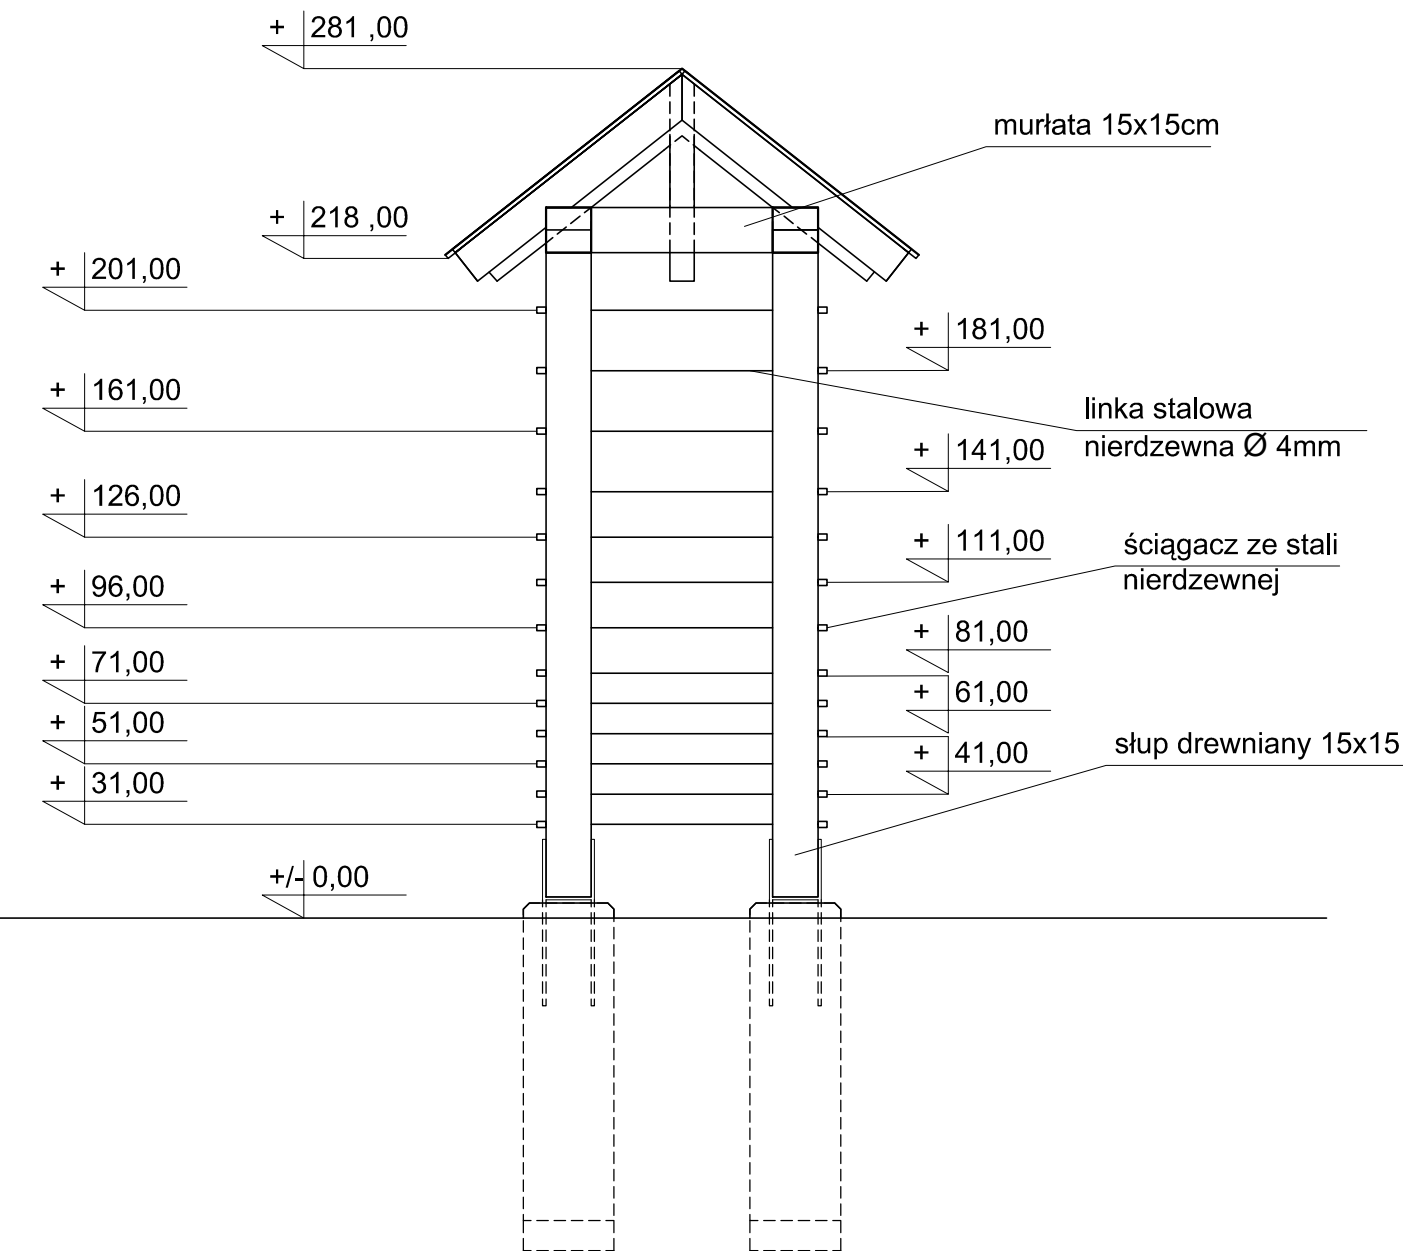 + 281 ,00
murłata 15x15cm
+ 218 ,00
+ 201,00
+ 181,00
+ 161,00
linka stalowa
nierdzewna Ø 4mm
+ 141,00
+ 126,00
+ 111,00
ściągacz ze stali
nierdzewnej
+ 96,00
+ 81,00
+ 71,00
+ 61,00
+ 51,00
słup drewniany 15x15
+ 41,00
+ 31,00
+/- 0,00